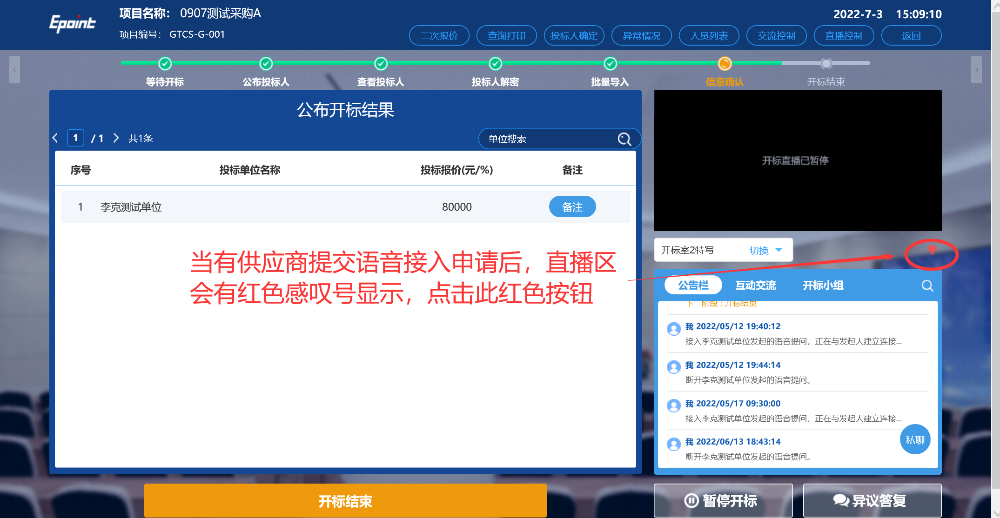 Epoint
项目名称： 0907测试采购A
项目编号： GTCS-G-001
2022-7-3 15:09:10
二次报价 查询打印 投标人确定 异常情况 人员列表 交流控制 直播控制 返回
等待开标 公布投标人 查看投标人 投标人解密 批量导入 信息确认 开标结束
公布开标结果
1 / 1 共1条
单位搜索
序号 投标单位名称 投标报价(元/%) 备注
1 李克测试单位 80000 备注
当有供应商提交语音接入申请后，直播区
会有红色感叹号显示，点击此红色按钮
开标直播已暂停
开标室2特写 切换
公告栏 互动交流 开标小组
下一阶段：开标结束
我 2022/05/12 19:40:12
接入李克测试单位发起的语音提问，正在与发起人建立连接...
我 2022/05/12 19:44:14
断开李克测试单位发起的语音提问。
我 2022/05/17 09:30:00
接入李克测试单位发起的语音提问，正在与发起人建立连接...
我 2022/06/13 18:43:14
断开李克测试单位发起的语音提问。
私聊
开标结束
暂停开标
异议答复